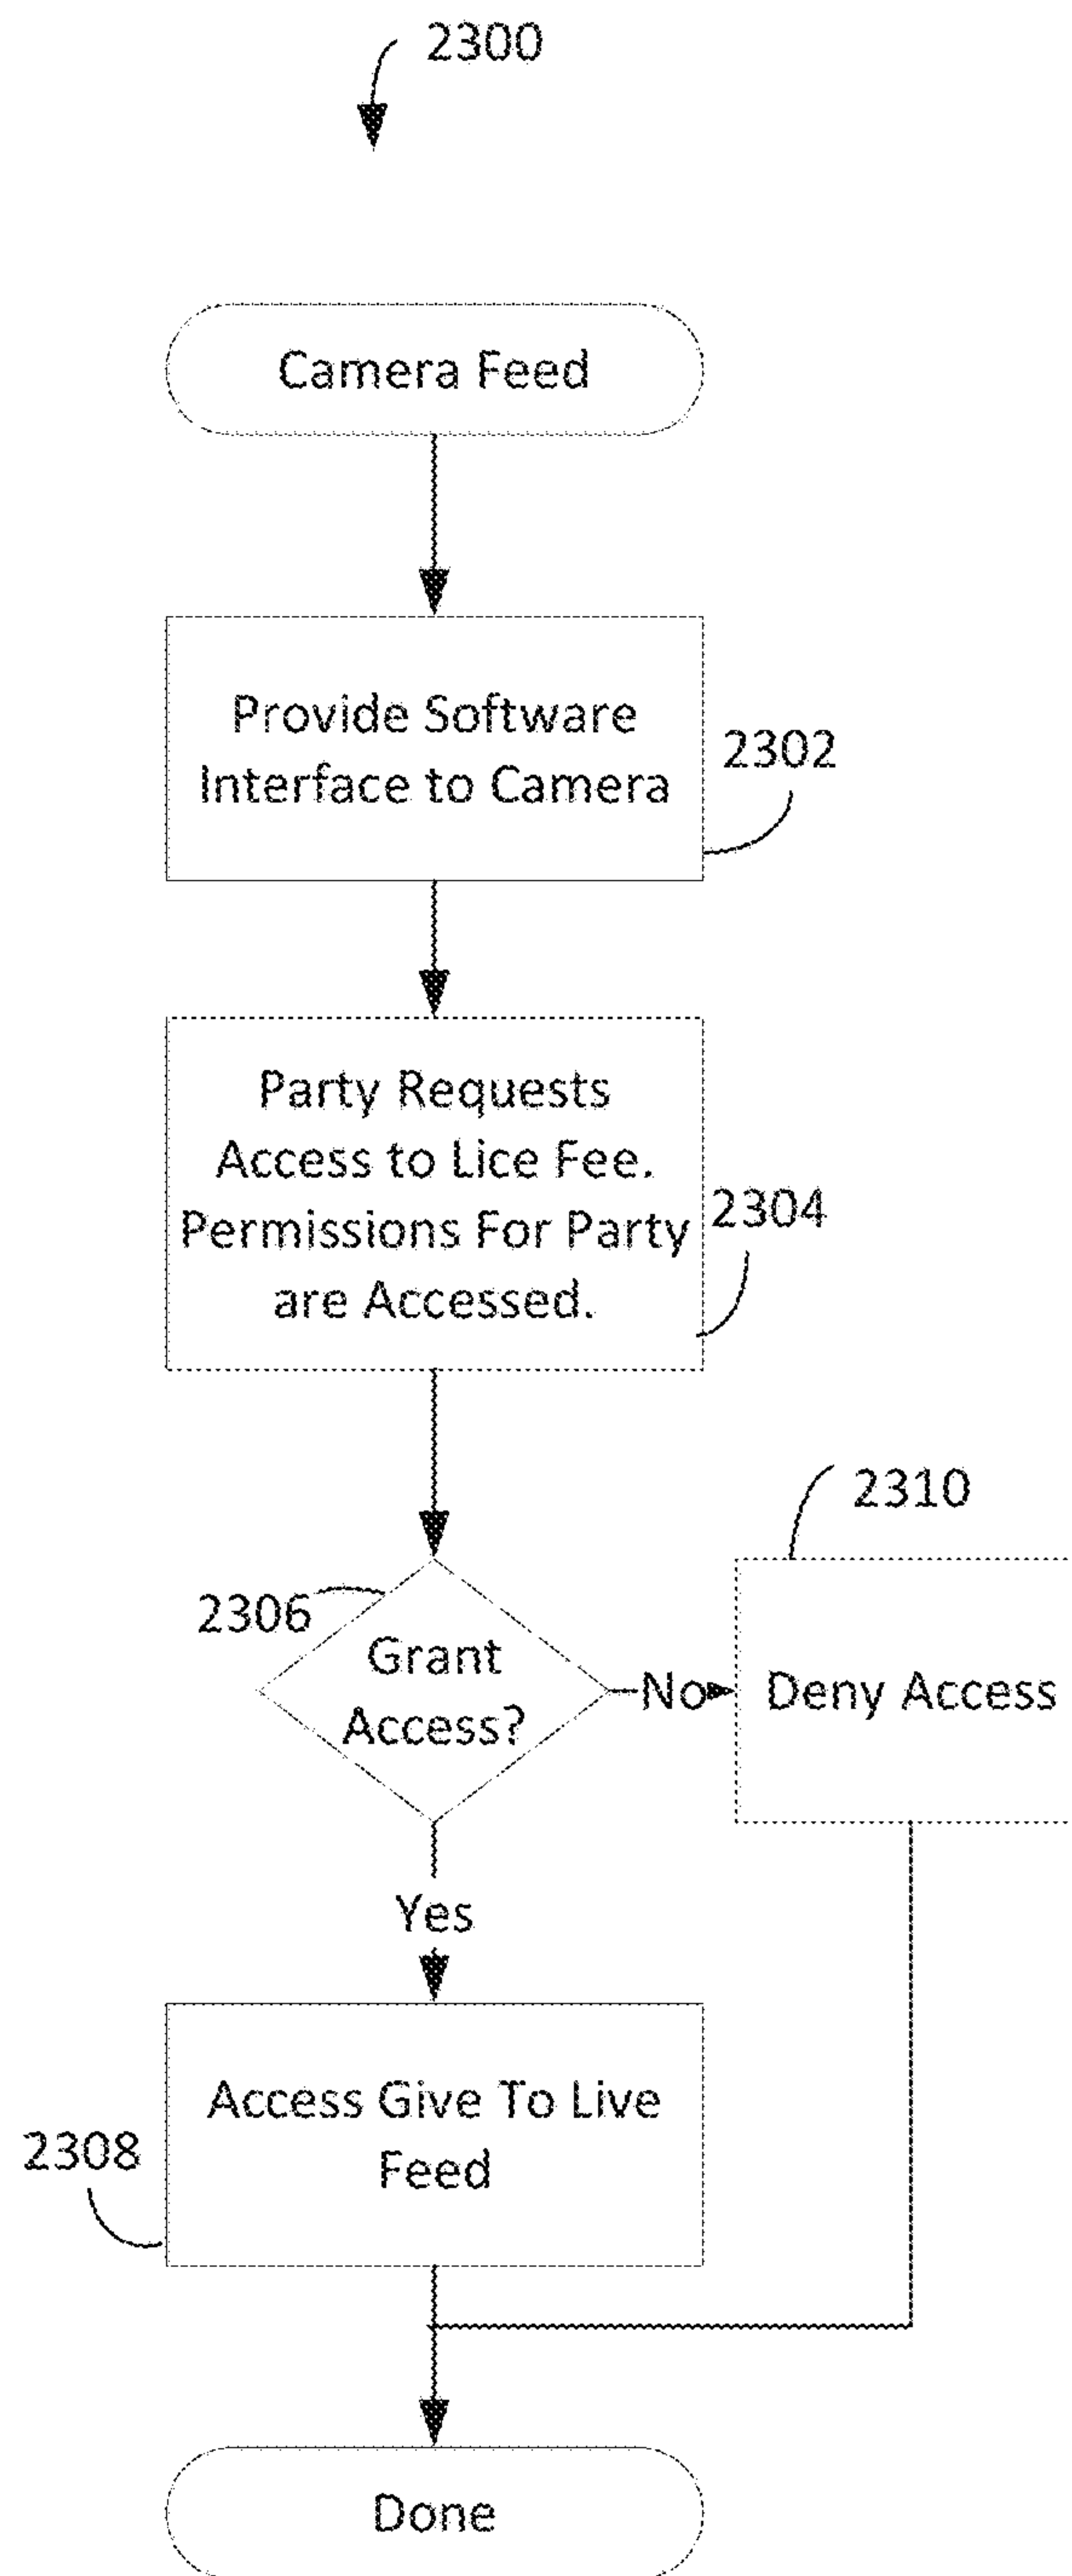 2300
Camera Feed
Provide Software
Interface to Camera
2302
Party Requests
Access to Lice Fee.
Permissions For Party
are Accessed.
2304
2306
Grant
Access?
No
2310
Deny Access
Yes
Access Give To Live
Feed
2308
Done